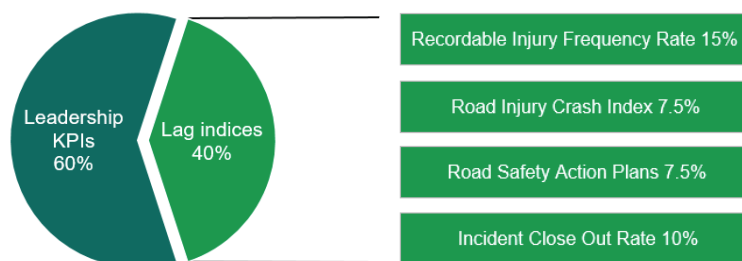 Leadership
KPIs
60%
Lag indices
40%
Recordable Injury Frequency Rate 15%
Road Injury Crash Index 7.5%
Road Safety Action Plans 7.5%
Incident Close Out Rate 10%